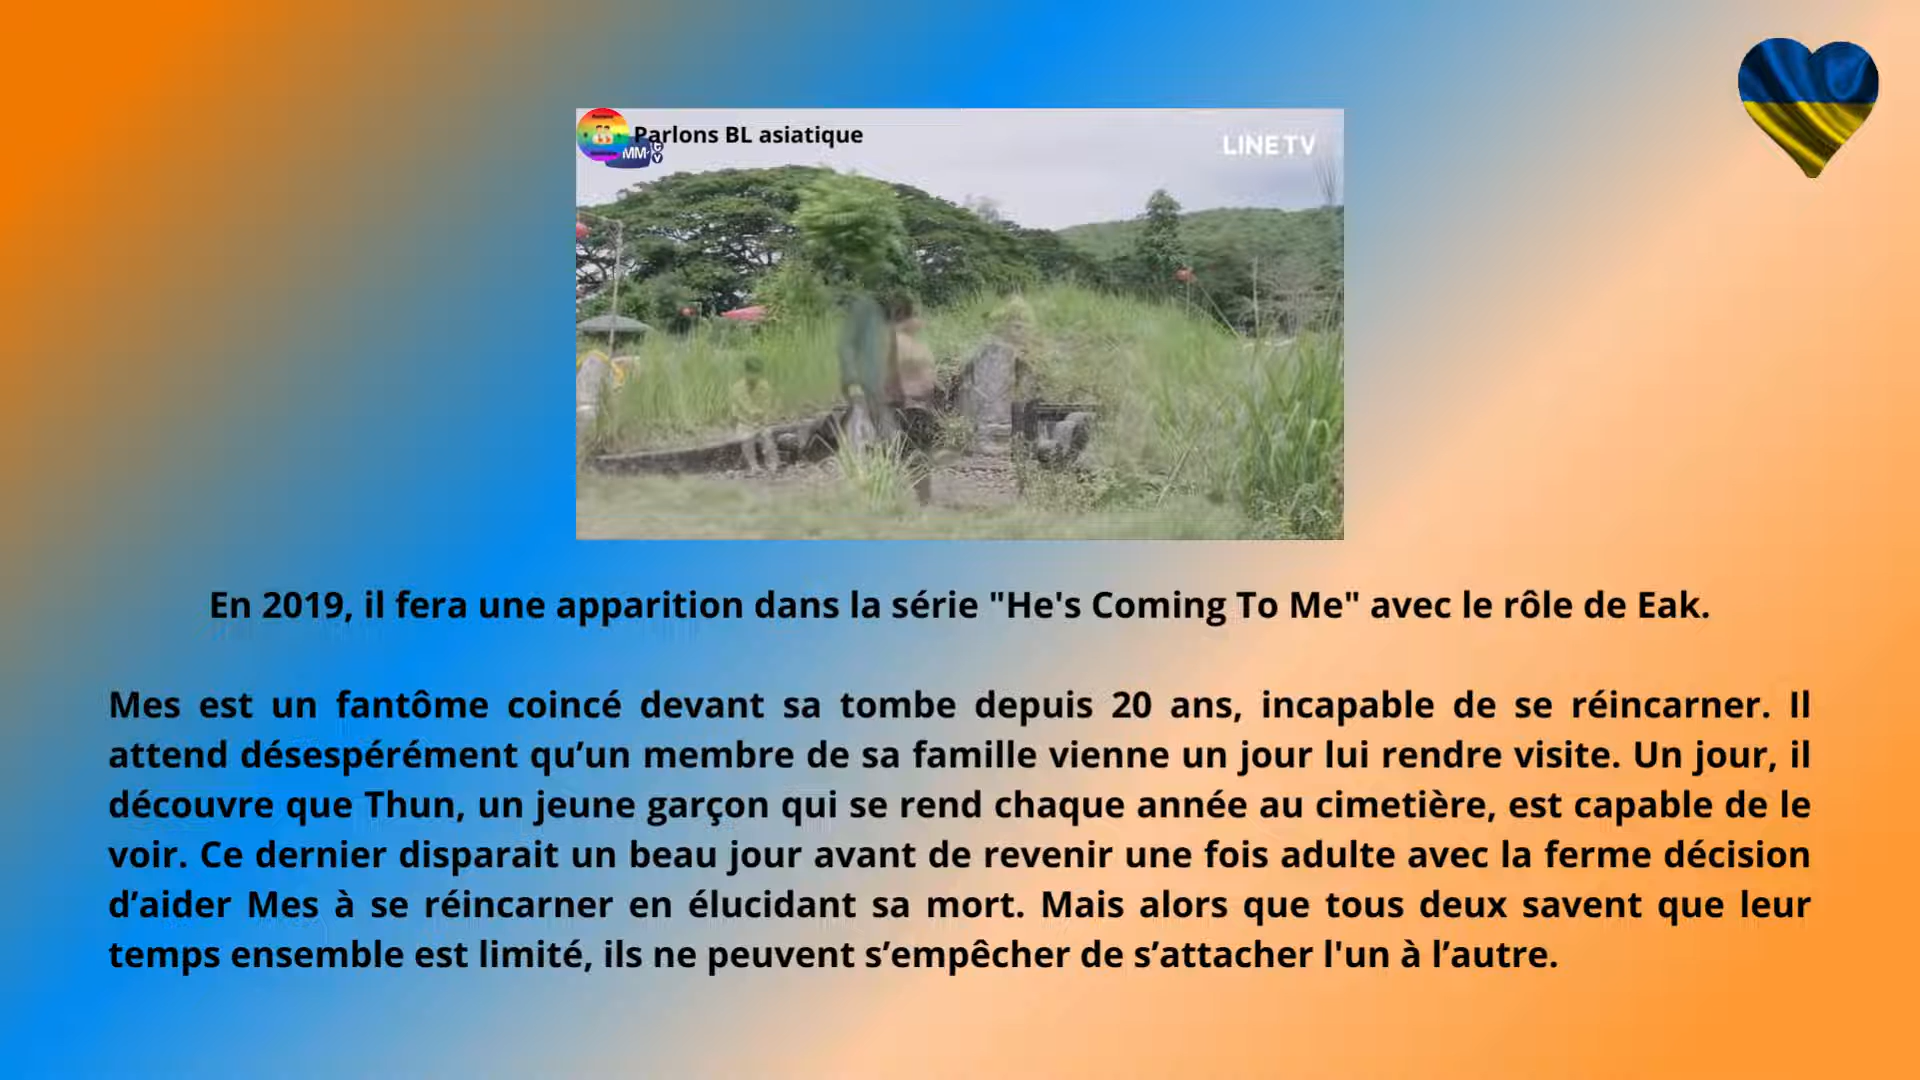 Parlons BL asiatique
LINE TV
MM
TV
En 2019, il fera une apparition dans la série "He's Coming To Me" avec le rôle de Eak.
Mes est un fantôme coincé devant sa tombe depuis 20 ans, incapable de se réincarner. Il
attend désespérément qu’un membre de sa famille vienne un jour lui rendre visite. Un jour, il
découvre que Thun, un jeune garçon qui se rend chaque année au cimetière, est capable de le
voir. Ce dernier disparait un beau jour avant de revenir une fois adulte avec la ferme décision
d’aider Mes à se réincarner en élucidant sa mort. Mais alors que tous deux savent que leur
temps ensemble est limité, ils ne peuvent s’empêcher de s’attacher l'un à l’autre.